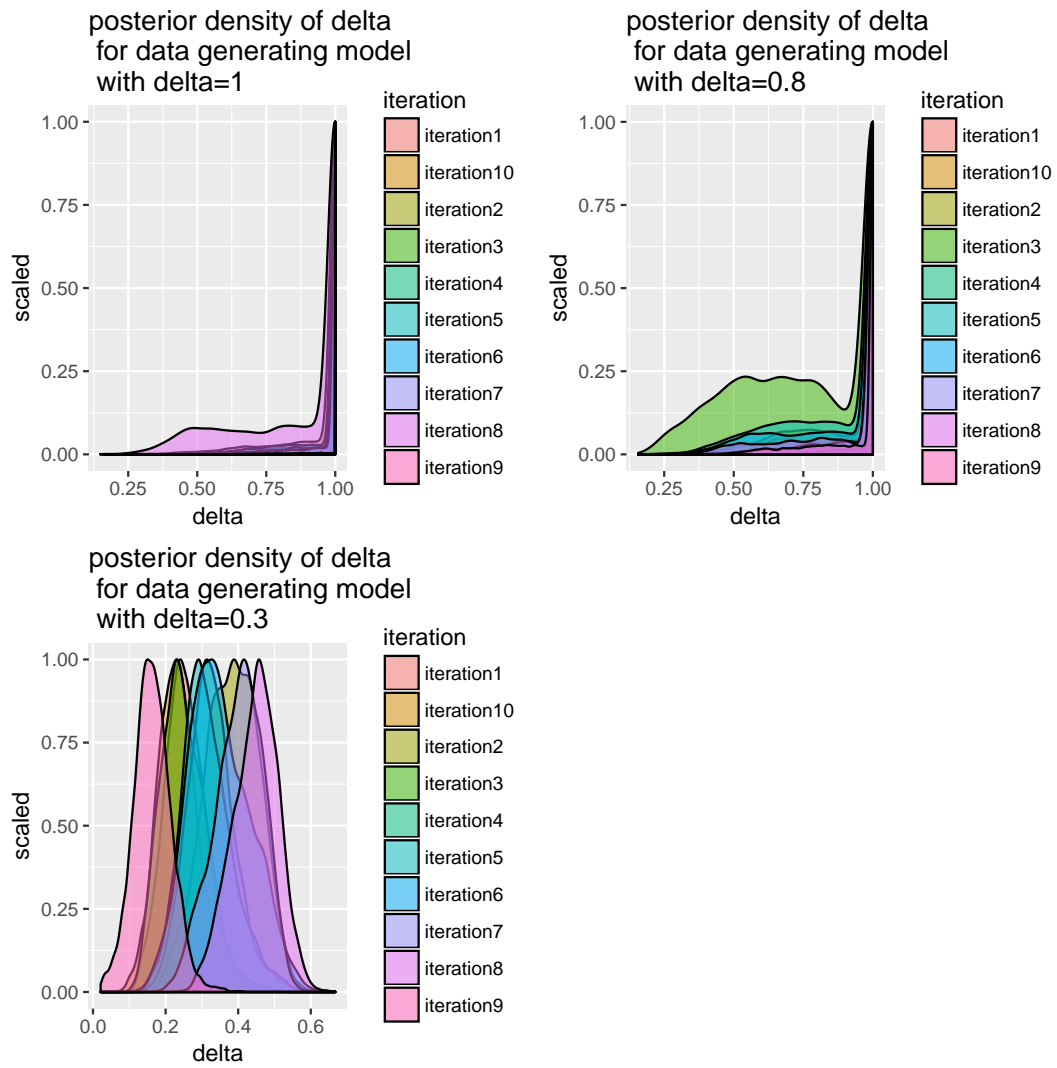 posterior density of delta
for data generating model
with delta=1
iteration
iteration1
iteration10
iteration2
iteration3
iteration4
iteration5
iteration6
iteration7
iteration8
iteration9
1.00
0.75
0.50
0.25
0.00
scaled
0.25 0.50 0.75 1.00
delta
posterior density of delta
for data generating model
with delta=0.8
iteration
iteration1
iteration10
iteration2
iteration3
iteration4
iteration5
iteration6
iteration7
iteration8
iteration9
1.00
0.75
0.50
0.25
0.00
scaled
0.25 0.50 0.75 1.00
delta
posterior density of delta
for data generating model
with delta=0.3
iteration
iteration1
iteration10
iteration2
iteration3
iteration4
iteration5
iteration6
iteration7
iteration8
iteration9
1.00
0.75
0.50
0.25
0.00
scaled
0.0 0.2 0.4 0.6
delta